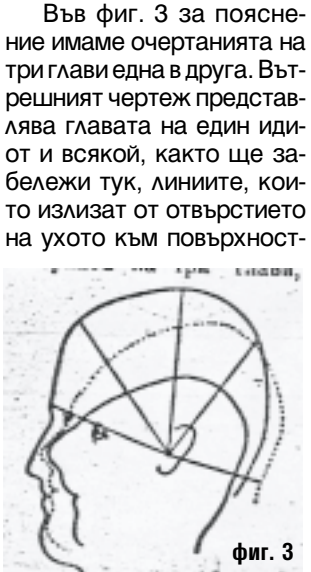 Във фиг. 3 за поясне-
ние имаме очертанията на
три глави една в друга. Вът-
решният чертеж представ-
лява главата на един иди-
от и всякой, както ще за-
бележи тук, линиите, кои-
то излизат от отвърстието
на ухото към повърхност-
фиг. 3